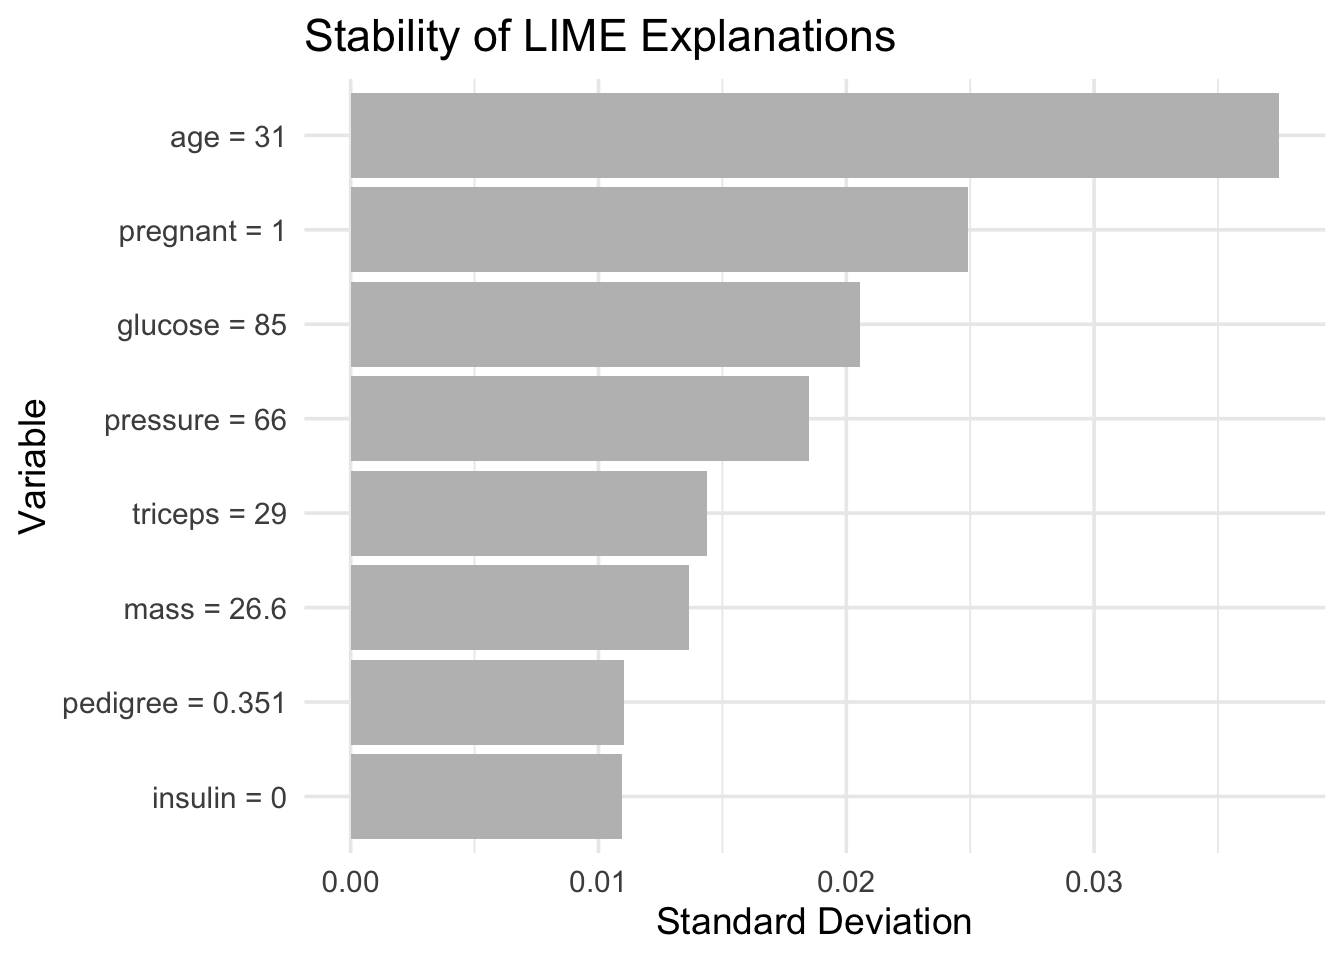 Stability of LIME Explanations
Variable
age = 31
pregnant = 1
glucose = 85
pressure = 66
triceps = 29
mass = 26.6
pedigree = 0.351
insulin = 0
0.00 0.01 0.02 0.03
Standard Deviation